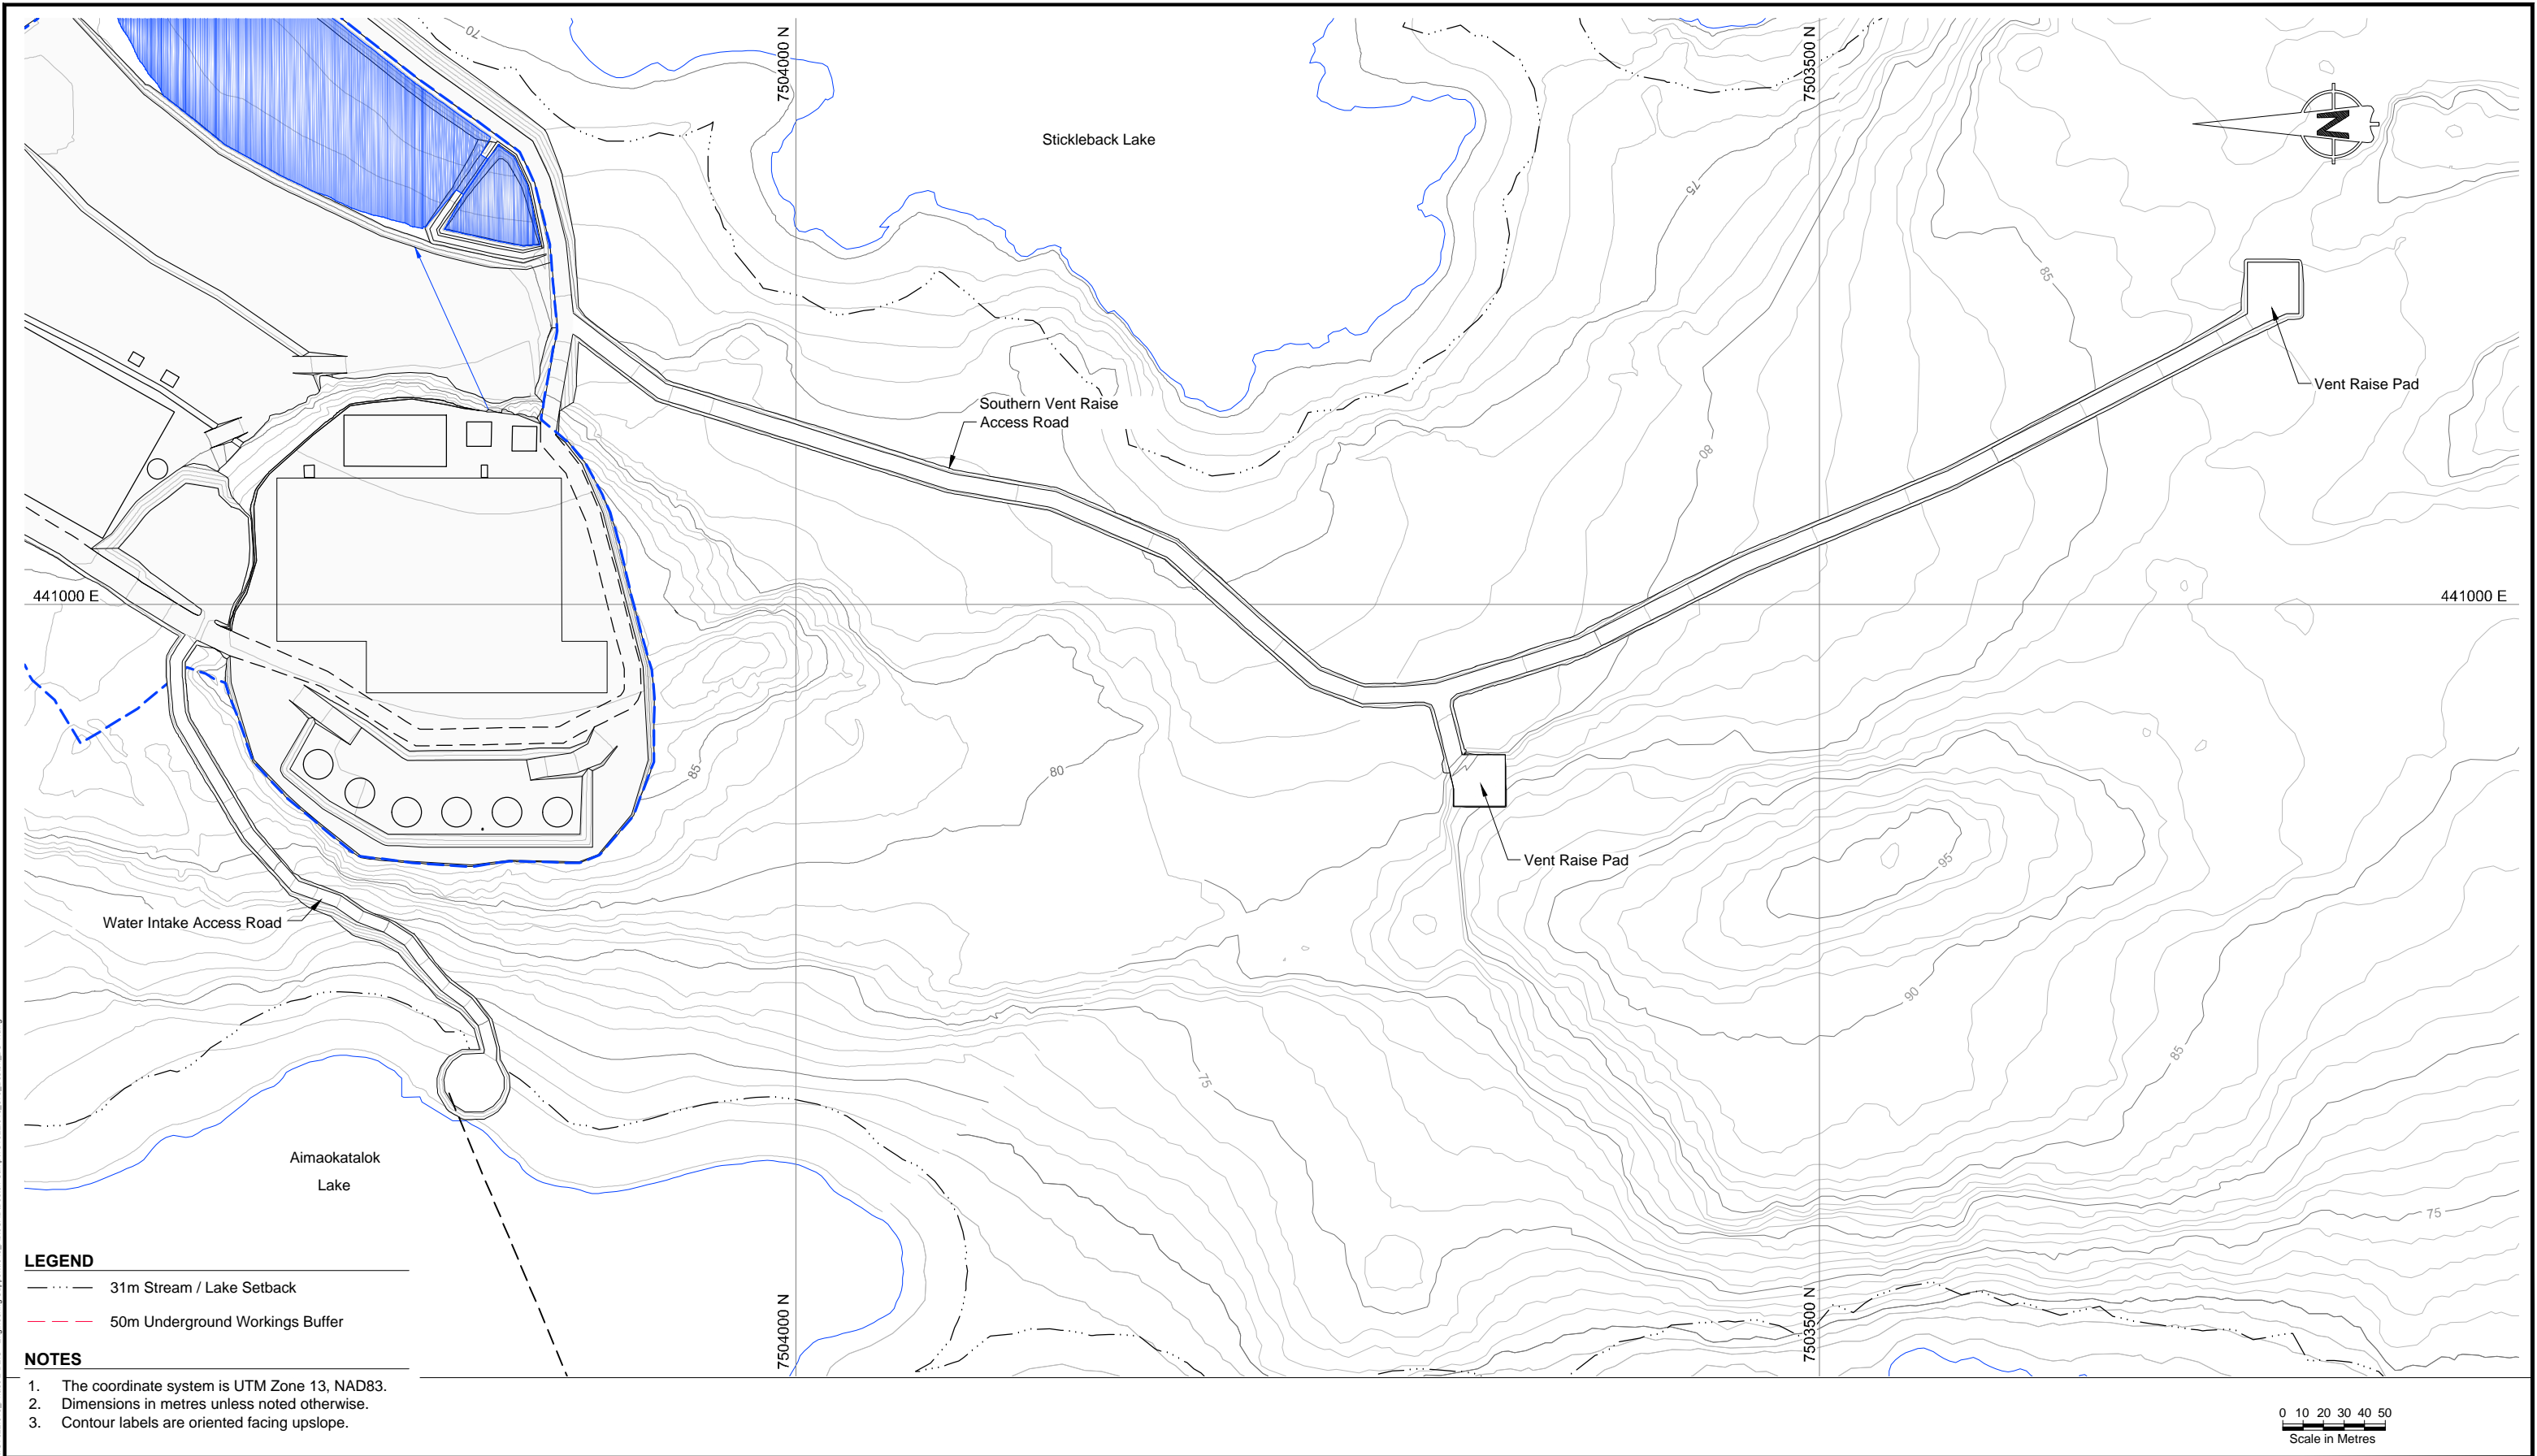 70
7504000 N
7503500 N
N
Stickleback Lake
75
85
Vent Raise Pad
Southern Vent Raise
Access Road
80
441000 E
441000 E
85
80
Vent Raise Pad
95
Water Intake Access Road
90
85
75
Aimaokatalok
Lake
75
7504000 N
7503500 N
LEGEND
31m Stream / Lake Setback
50m Underground Workings Buffer
NOTES
1. The coordinate system is UTM Zone 13, NAD83.
2. Dimensions in metres unless noted otherwise.
3. Contour labels are oriented facing upslope.
0 10 20 30 40 50
Scale in Metres